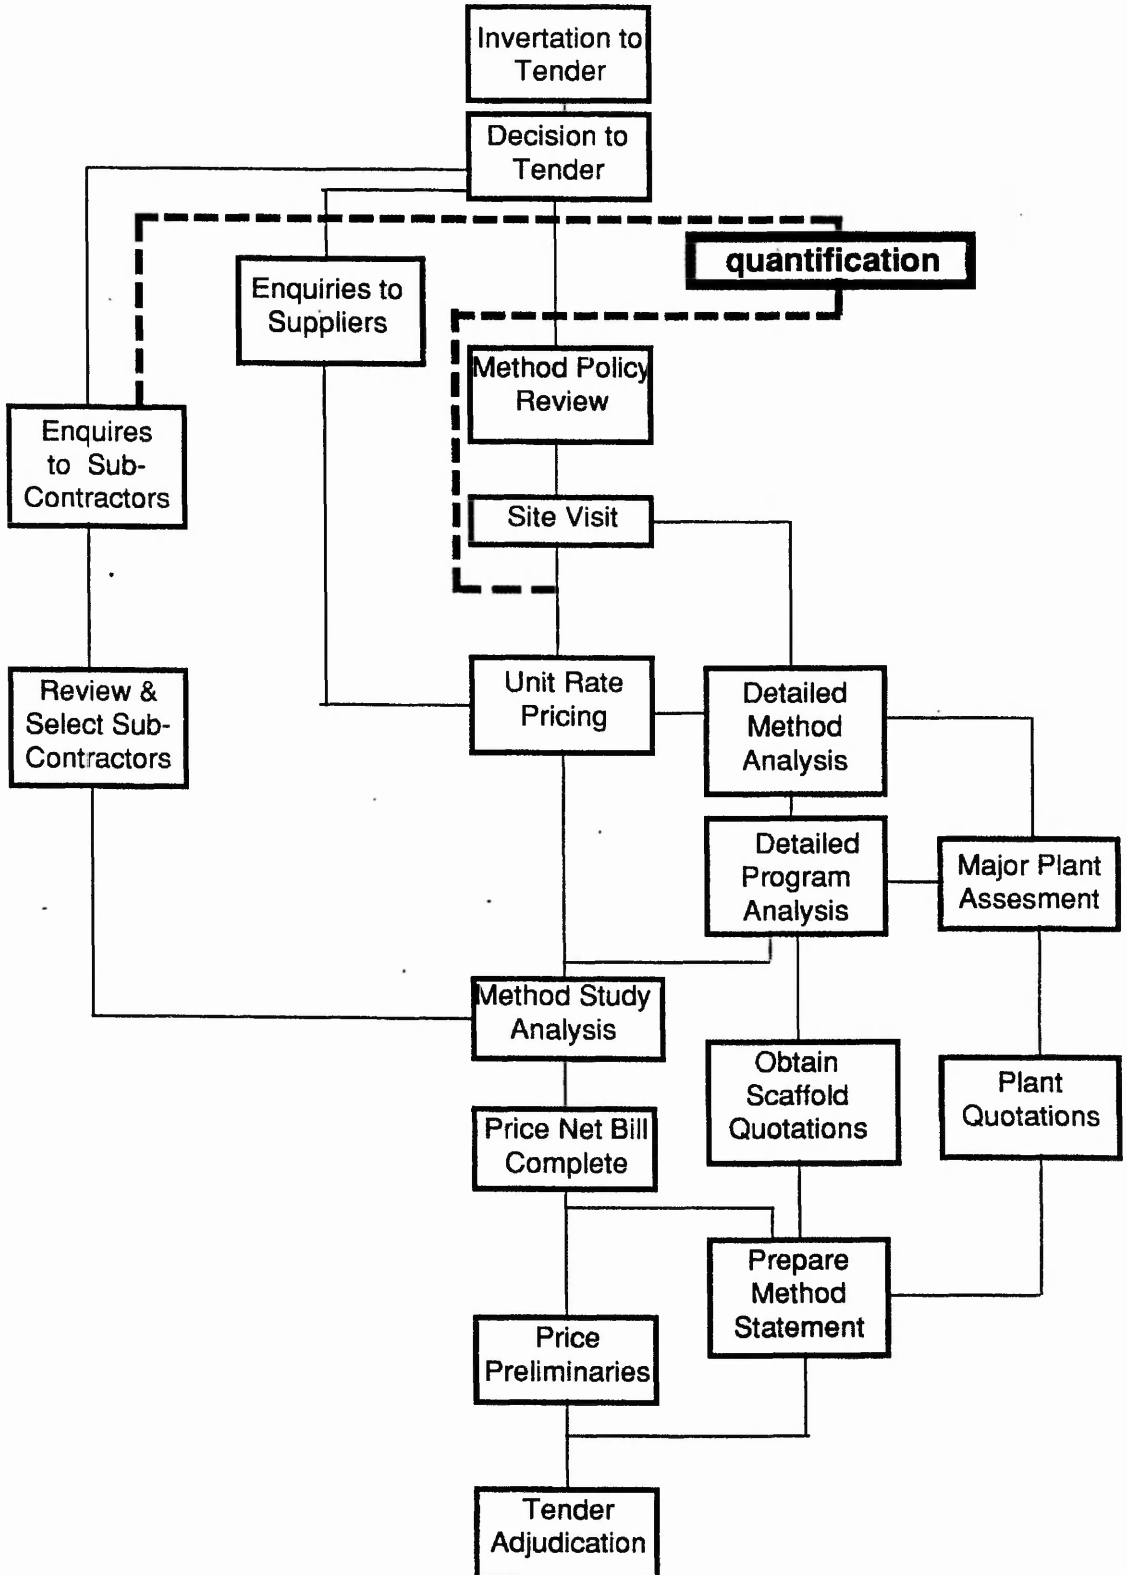 Invertation to
Tender
Decision to
Tender
quantification
Enquiries to
Suppliers
Method Policy
Review
Enquires
to Sub-
Contractors
Site Visit
Unit Rate
Pricing
Detailed
Method
Analysis
Review &
Select Sub-
Contractors
Detailed
Program
Analysis
Major Plant
Assesment
Method Study
Analysis
Obtain
Scaffold
Quotations
Plant
Quotations
Price Net Bill
Complete
Prepare
Method
Statement
Price
Preliminaries
Tender
Adjudication